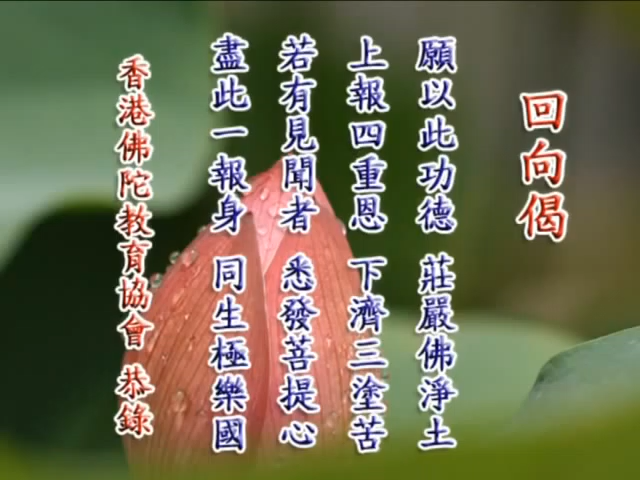 回向偈
願以此功德 莊嚴佛淨土
上報四重恩 下濟三塗苦
若有見聞者 悉發菩提心
盡此一報身 同生極樂國
香港佛陀教育協會 恭錄